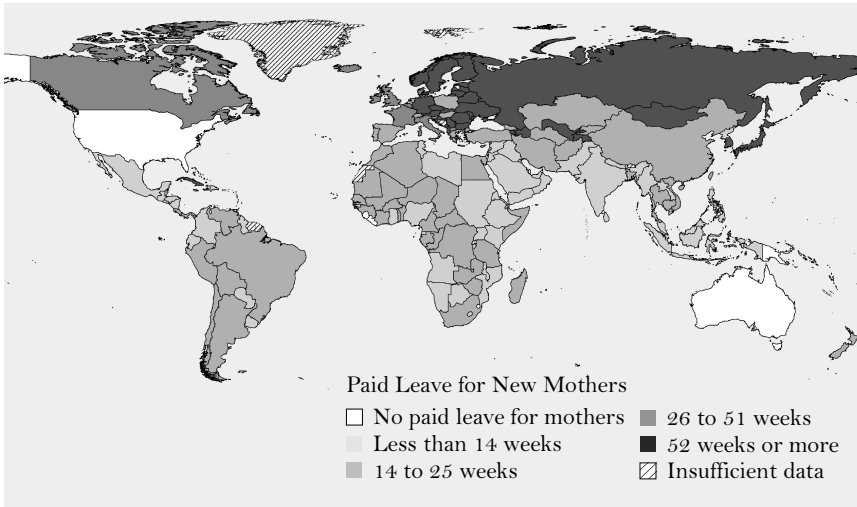 Paid Leave for New Mothers
No paid leave for mothers
Less than 14 weeks
14 to 25 weeks
26 to 51 weeks
52 weeks or more
Insufficient data